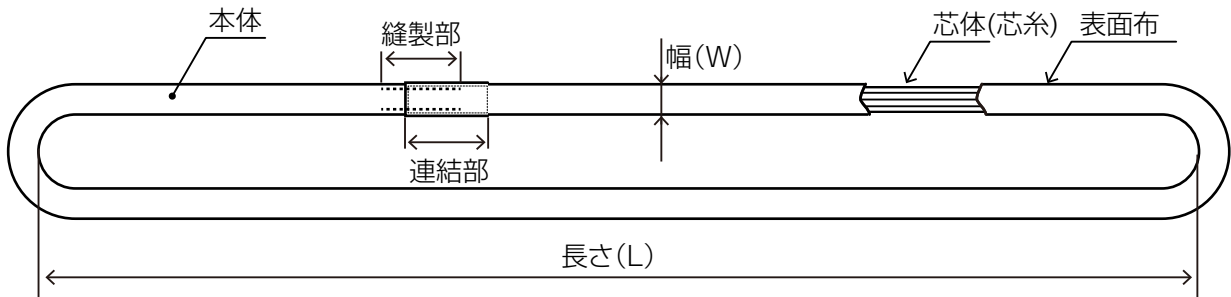 本体
縫製部
幅(W)
芯体(芯糸)
表面布
連結部
長さ(L)